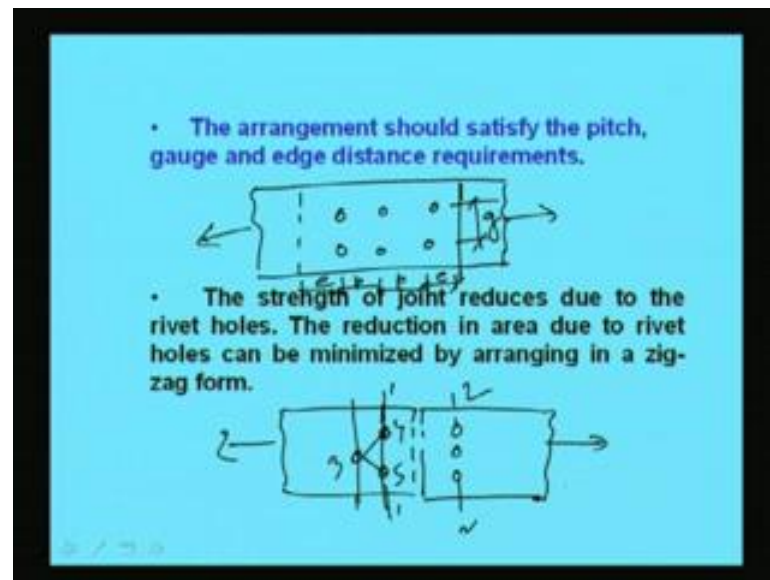 • The arrangement should satisfy the pitch,
gauge and edge distance requirements.
g
e p p e
• The strength of joint reduces due to the
rivet holes. The reduction in area due to rivet
holes can be minimized by arranging in a zig-
zag form.
1 2
3 4
5
1 2